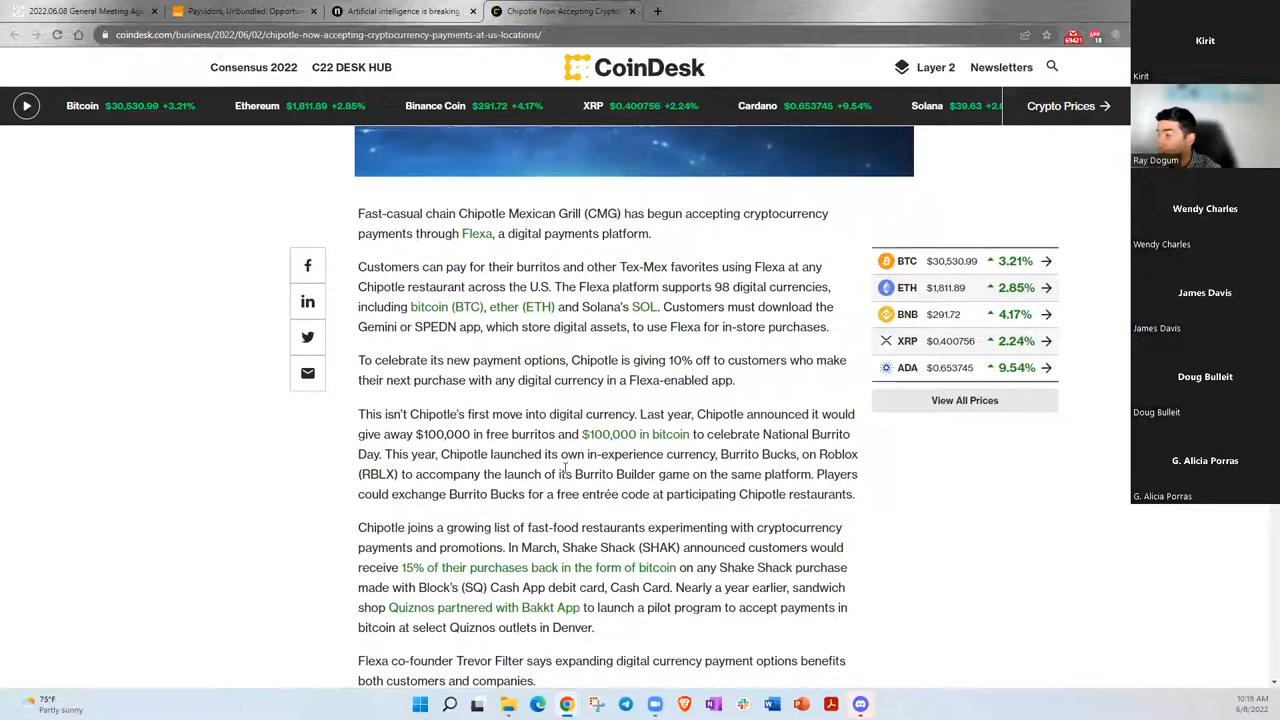 2022.06.08 General Meeting Age
Paysidors, Unbundled: Opportun
Artificial intelligence is breaking
Chipotle Now Accepting Crypto
coindesk.com/business/2022/06/02/chipotle-now-accepting-cryptocurrency-payments-at-us-locations/
69421
18
Consensus 2022
C22 DESK HUB
CoinDesk
Layer 2
Newsletters
Bitcoin $30,530.99 +3.21%
Ethereum $1,811.89 +2.85%
Binance Coin $291.72 +4.17%
XRP $0.400756 +2.24%
Cardano $0.653745 +9.54%
Solana $39.63
Crypto Prices
Fast-casual chain Chipotle Mexican Grill (CMG) has begun accepting cryptocurrency
payments through Flexa, a digital payments platform.
Customers can pay for their burritos and other Tex-Mex favorites using Flexa at any
Chipotle restaurant across the U.S. The Flexa platform supports 98 digital currencies,
including bitcoin (BTC), ether (ETH) and Solana's SOL. Customers must download the
Gemini or SPEDN app, which store digital assets, to use Flexa for in-store purchases.
To celebrate its new payment options, Chipotle is giving 10% off to customers who make
their next purchase with any digital currency in a Flexa-enabled app.
This isn't Chipotle's first move into digital currency. Last year, Chipotle announced it would
give away $100,000 in free burritos and $100,000 in bitcoin to celebrate National Burrito
Day. This year, Chipotle launched its own in-experience currency, Burrito Bucks, on Roblox
(RBLX) to accompany the launch of its Burrito Builder game on the same platform. Players
could exchange Burrito Bucks for a free entrée code at participating Chipotle restaurants.
Chipotle joins a growing list of fast-food restaurants experimenting with cryptocurrency
payments and promotions. In March, Shake Shack (SHAK) announced customers would
receive 15% of their purchases back in the form of bitcoin on any Shake Shack purchase
made with Block's (SQ) Cash App debit card, Cash Card. Nearly a year earlier, sandwich
shop Quiznos partnered with Bakkt App to launch a pilot program to accept payments in
bitcoin at select Quiznos outlets in Denver.
Flexa co-founder Trevor Filter says expanding digital currency payment options benefits
both customers and companies.
BTC $30,530.99 3.21%
ETH $1,811.89 2.85%
BNB $291.72 4.17%
XRP $0.400756 2.24%
ADA $0.653745 9.54%
View All Prices
Kirit
Kirit
Ray Dogum
Wendy Charles
Wendy Charles
James Davis
James Davis
Doug Bulleit
Doug Bulleit
G. Alicia Porras
G. Alicia Porras
75°F
Partly sunny
10:19 AM
6/8/2022